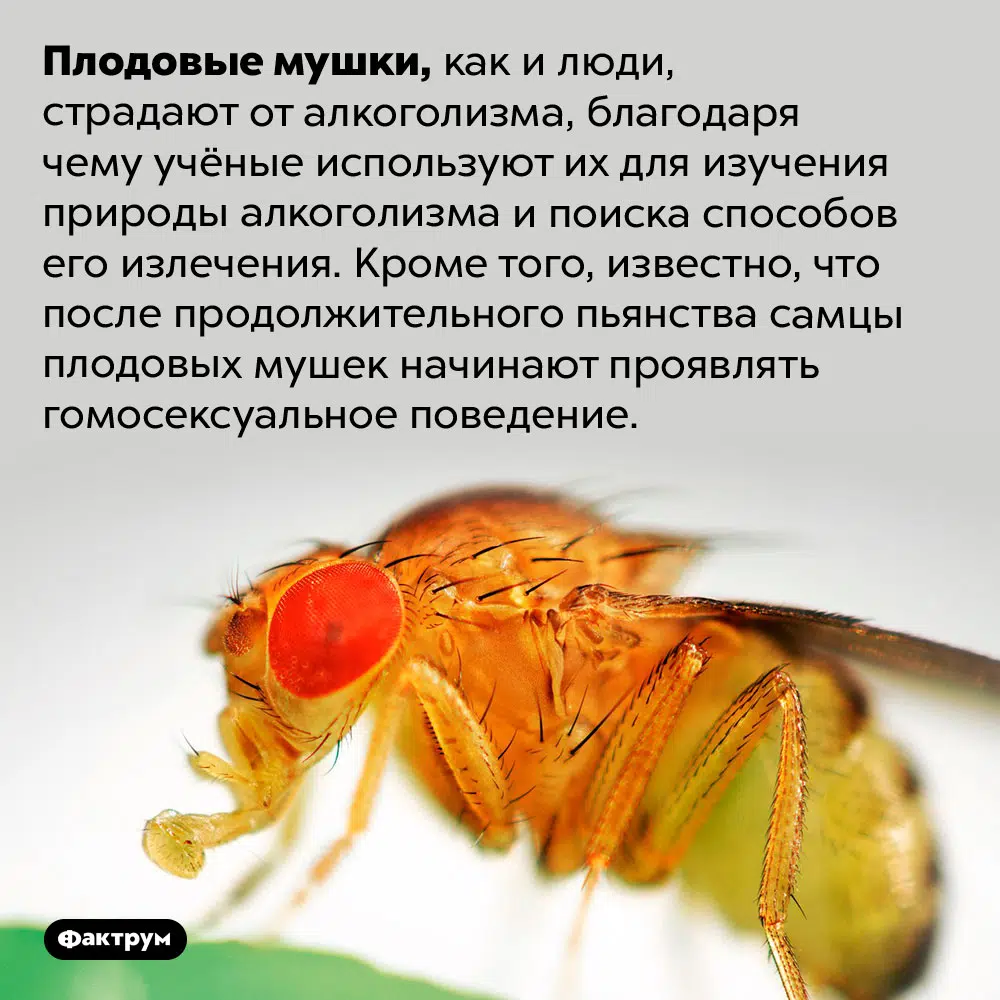 Плодовые мушки, как и люди,
страдают от алкоголизма, благодаря
чему учёные используют их для изучения
природы алкоголизма и поиска способов
его излечения. Кроме того, известно, что
после продолжительного пьянства самцы
плодовых мушек начинают проявлять
гомосексуальное поведение.
Фактрум